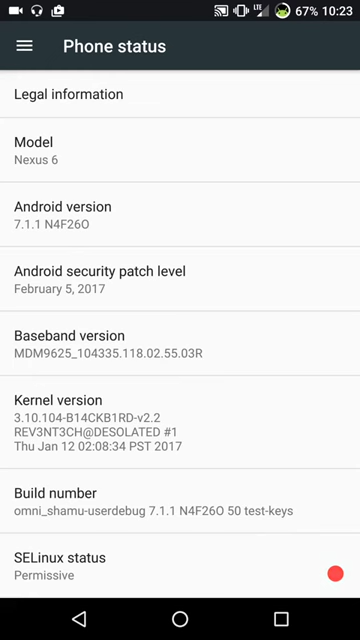 LTE 67% 10:23
Phone status
Legal information
Model
Nexus 6
Android version
7.1.1 N4F26O
Android security patch level
February 5, 2017
Baseband version
MDM9625_104335.118.02.55.03R
Kernel version
3.10.104-B14CKB1RD-v2.2
REV3NT3CH@DESOLATED #1
Thu Jan 12 02:08:34 PST 2017
Build number
omni_shamu-userdebug 7.1.1 N4F26O 50 test-keys
SELinux status
Permissive